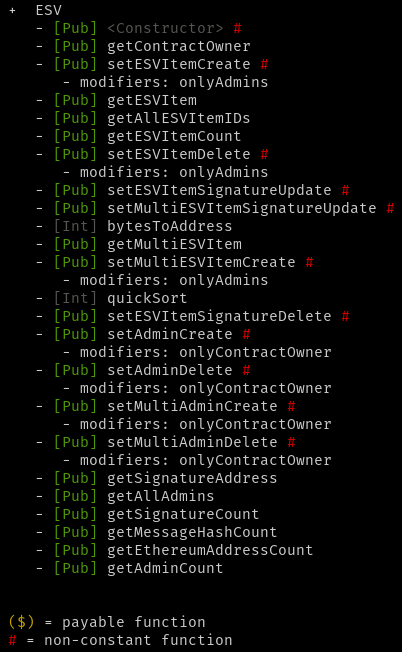 +  ESV
   - [Pub] <Constructor> #
   - [Pub] getContractOwner
   - [Pub] setESVItemCreate #
      - modifiers: onlyAdmins
   - [Pub] getESVItem
   - [Pub] getAllESVItemIDs
   - [Pub] getESVItemCount
   - [Pub] setESVItemDelete #
      - modifiers: onlyAdmins
   - [Pub] setESVItemSignatureUpdate #
   - [Pub] setMultiESVItemSignatureUpdate #
   - [Int] bytesToAddress
   - [Pub] getMultiESVItem
   - [Pub] setMultiESVItemCreate #
      - modifiers: onlyAdmins
   - [Int] quickSort
   - [Pub] setESVItemSignatureDelete #
   - [Pub] setAdminCreate #
      - modifiers: onlyContractOwner
   - [Pub] setAdminDelete #
      - modifiers: onlyContractOwner
   - [Pub] setMultiAdminCreate #
      - modifiers: onlyContractOwner
   - [Pub] setMultiAdminDelete #
      - modifiers: onlyContractOwner
   - [Pub] getSignatureAddress
   - [Pub] getAllAdmins
   - [Pub] getSignatureCount
   - [Pub] getMessageHashCount
   - [Pub] getEthereumAddressCount
   - [Pub] getAdminCount
($) = payable function
# = non-constant function